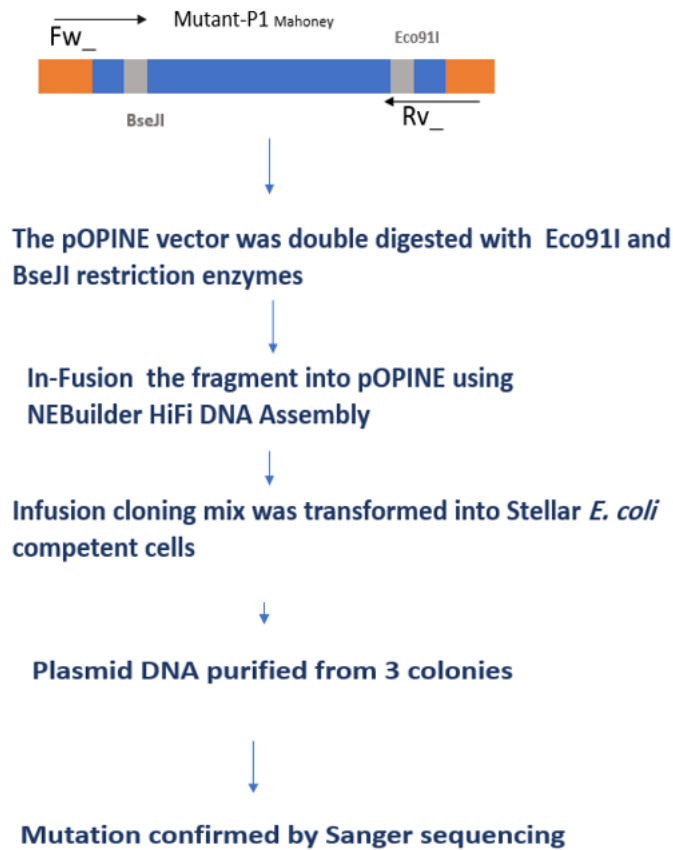 Fw_
Mutant-P1 Mahoney
Eco91I
BseJI
Rv_
The pOPINE vector was double digested with Eco91I and
BseJI restriction enzymes
In-Fusion the fragment into pOPINE using
NEBuilder HiFi DNA Assembly
Infusion cloning mix was transformed into Stellar E. coli
competent cells
Plasmid DNA purified from 3 colonies
Mutation confirmed by Sanger sequencing